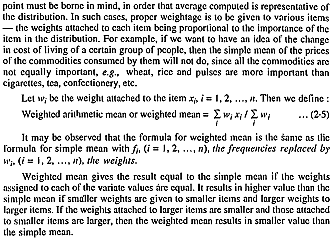 point must be borne in mind, in order that average computed is representative of
the distribution. In such cases, proper weightage is to be given to various items
— the weights attached to each item being proportional to the importance of the
item in the distribution. For example, if we want to have an idea of the change
in cost of living of a certain group of people, then the simple mean of the prices
of the commodities consumed by them will not do, since all the commodities are
not equally important, e.g., wheat, rice and pulses are more important than
cigarettes, tea, confectionery, etc.
Let wᵢ be the weight attached to the item xᵢ, i = 1, 2, ..., n. Then we define :
Weighted arithmetic mean or weighted mean = Σᵢ wᵢ xᵢ / Σᵢ wᵢ ... (2·5)
It may be observed that the formula for weighted mean is the same as the
formula for simple mean with fᵢ, (i = 1, 2, ..., n), the frequencies replaced by
wᵢ, (i = 1, 2, ..., n), the weights.
Weighted mean gives the result equal to the simple mean if the weights
assigned to each of the variate values are equal. It results in higher value than the
simple mean if smaller weights are given to smaller items and larger weights to
larger items. If the weights attached to larger items are smaller and those attached
to smaller items are larger, then the weighted mean results in smaller value than
the simple mean.